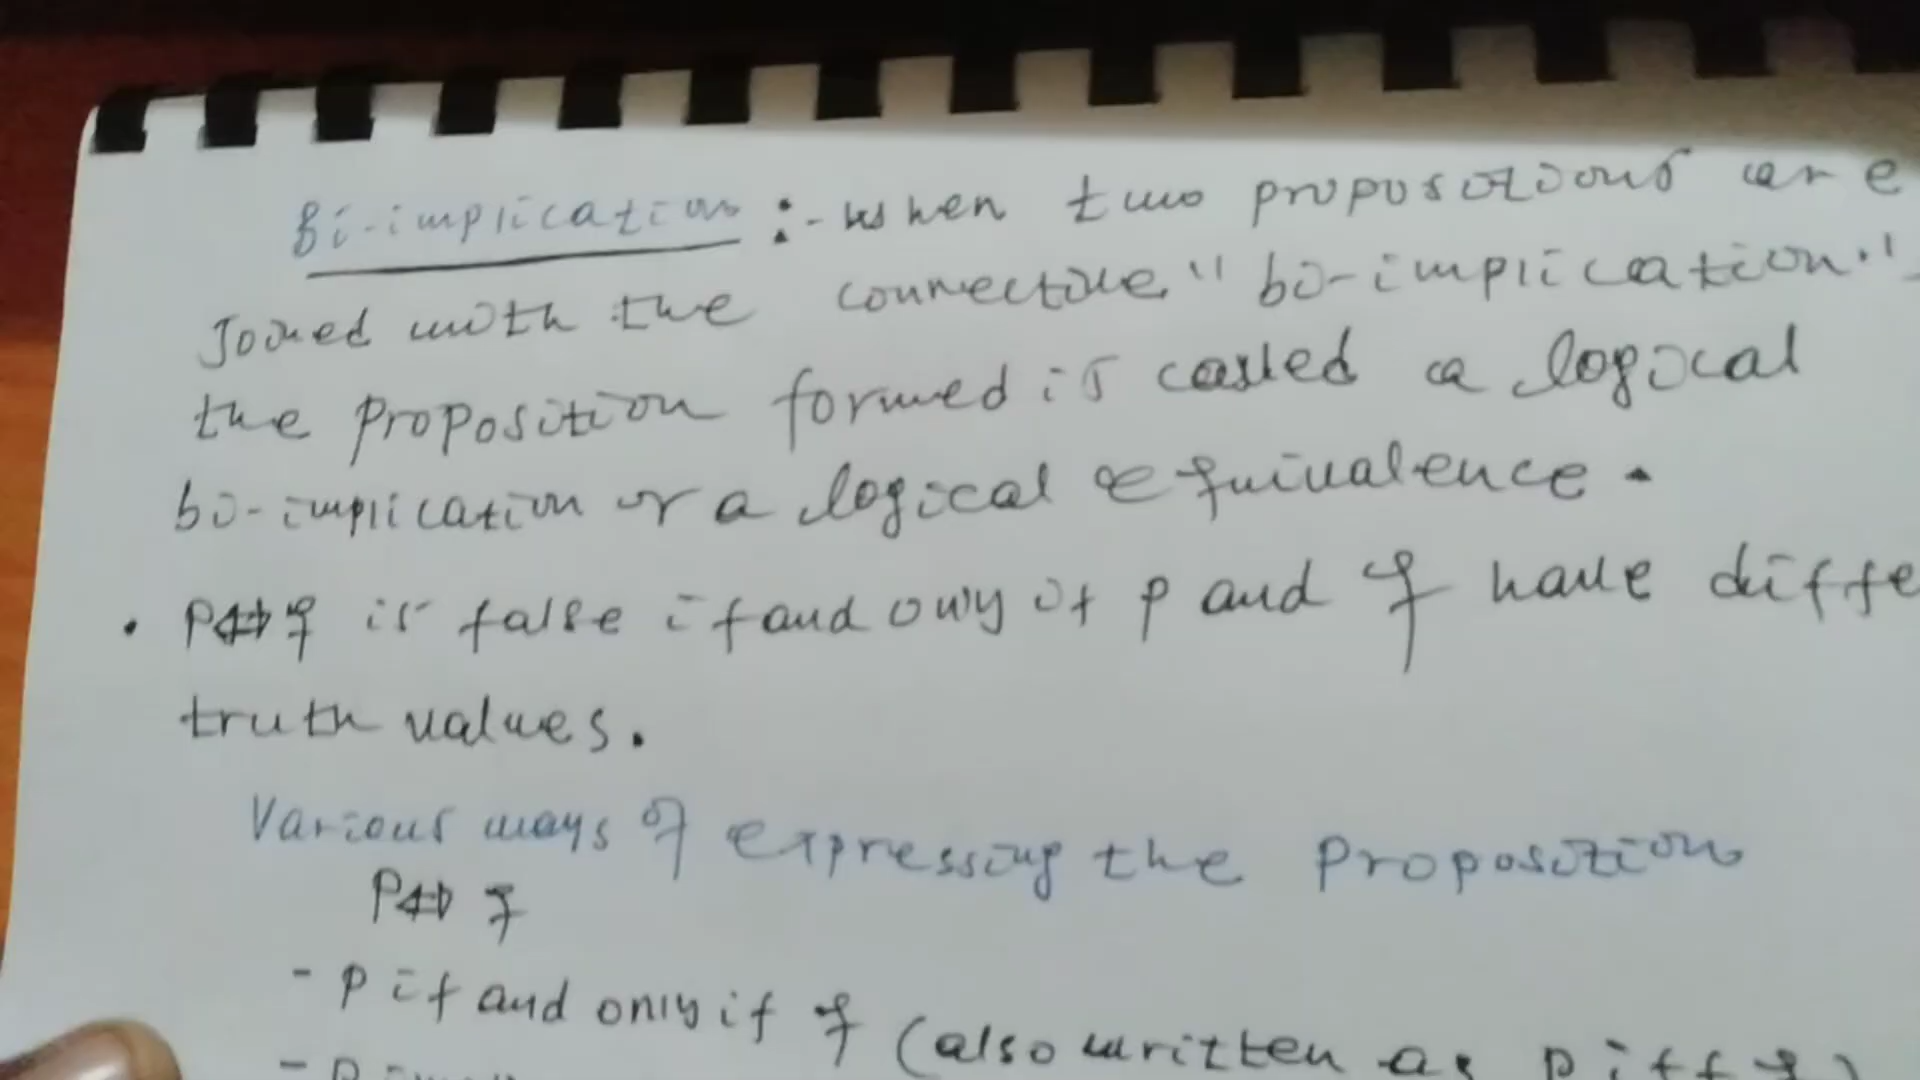 Bi-implication :- when two propositions are
Joined with the connective "bi-implication."
the proposition formed is called a logical
bi-implication or a logical equivalence.
• P⇔q is false if and only if p and q have diffe
truth values.
Various ways of expressing the Proposition
P⇔q
- p if and only if q (also written as p iff q)